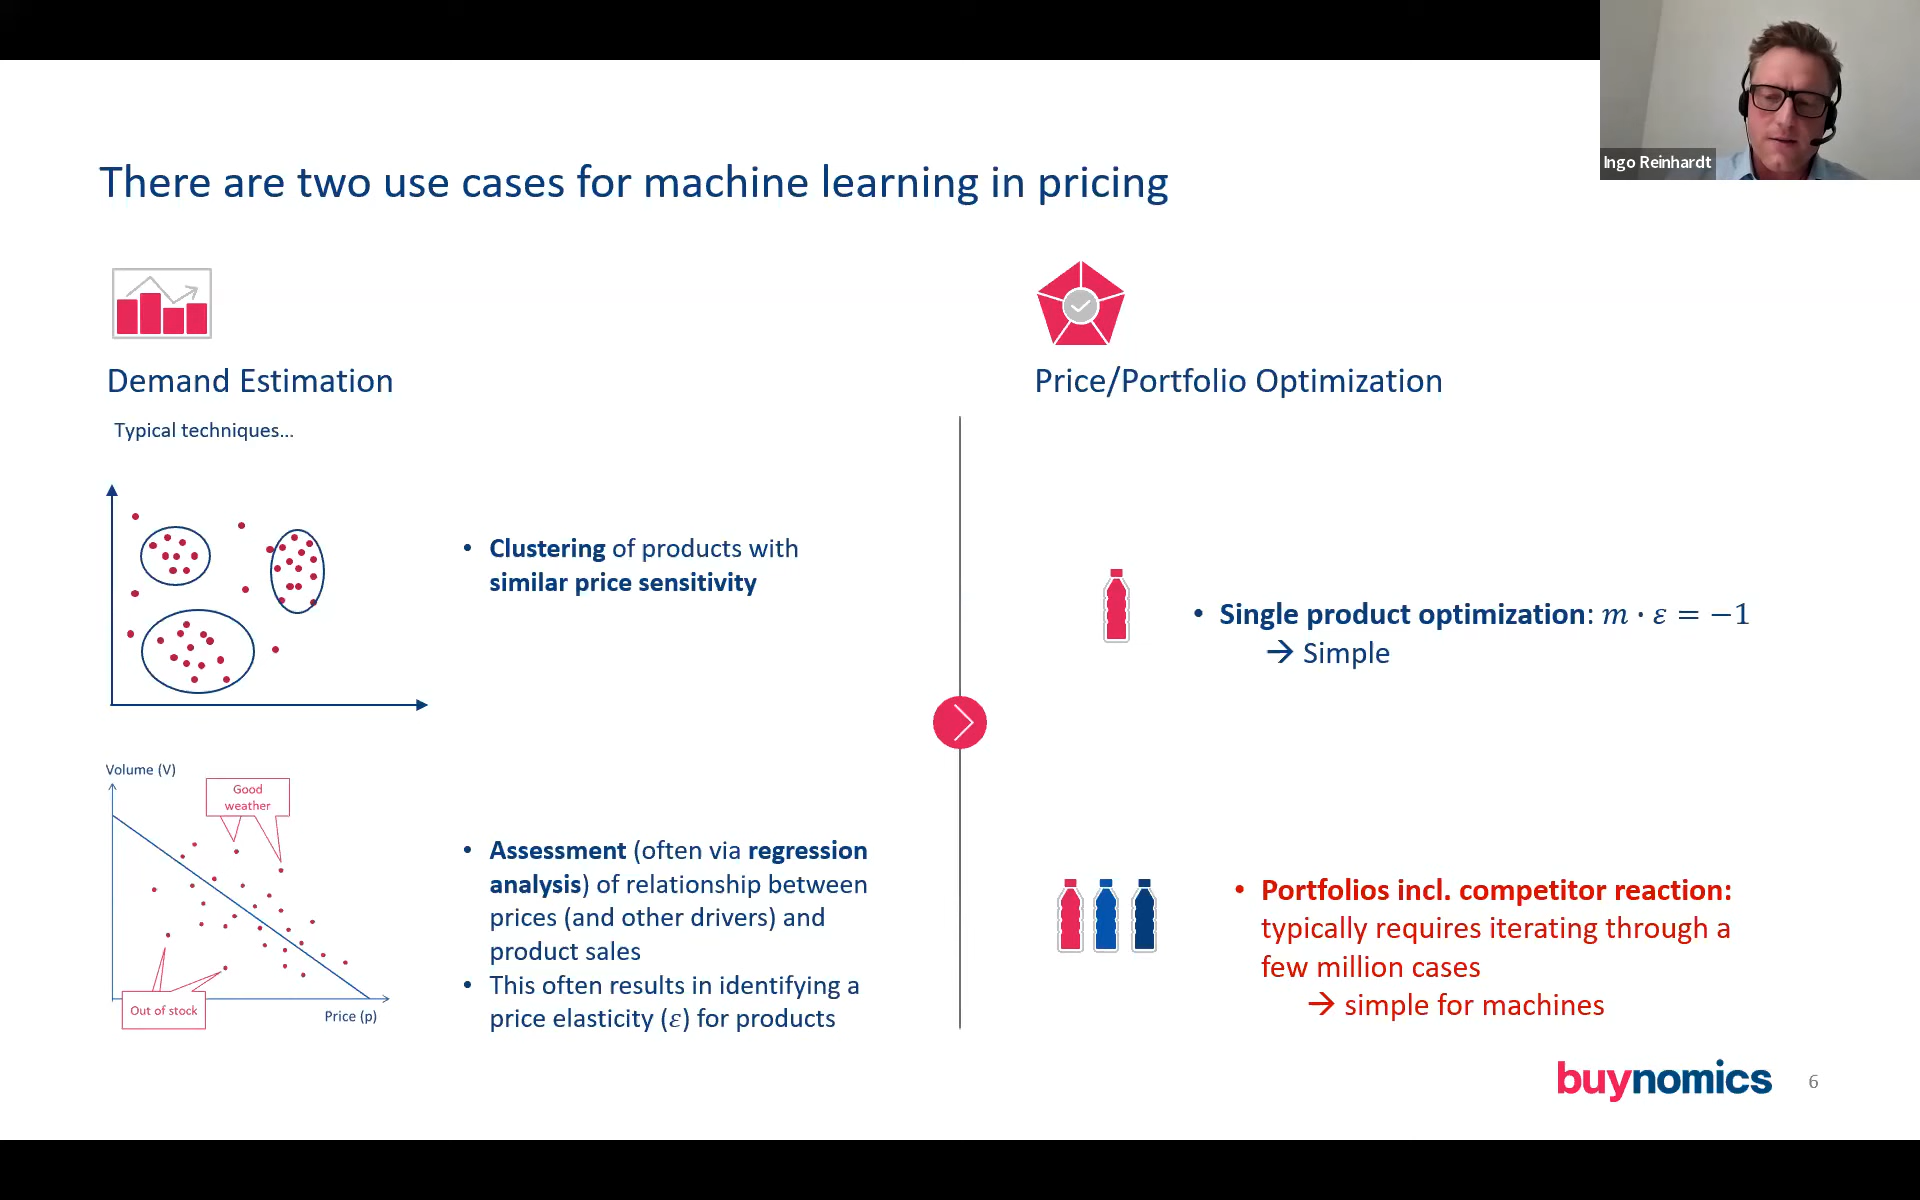 Ingo Reinhardt
There are two use cases for machine learning in pricing
Demand Estimation
Typical techniques...
• Clustering of products with
similar price sensitivity
Volume (V)
Good
weather
Out of stock
Price (p)
• Assessment (often via regression
analysis) of relationship between
prices (and other drivers) and
product sales
• This often results in identifying a
price elasticity (ε) for products
Price/Portfolio Optimization
• Single product optimization: m · ε = −1
→ Simple
• Portfolios incl. competitor reaction:
typically requires iterating through a
few million cases
→ simple for machines
buynomics
6